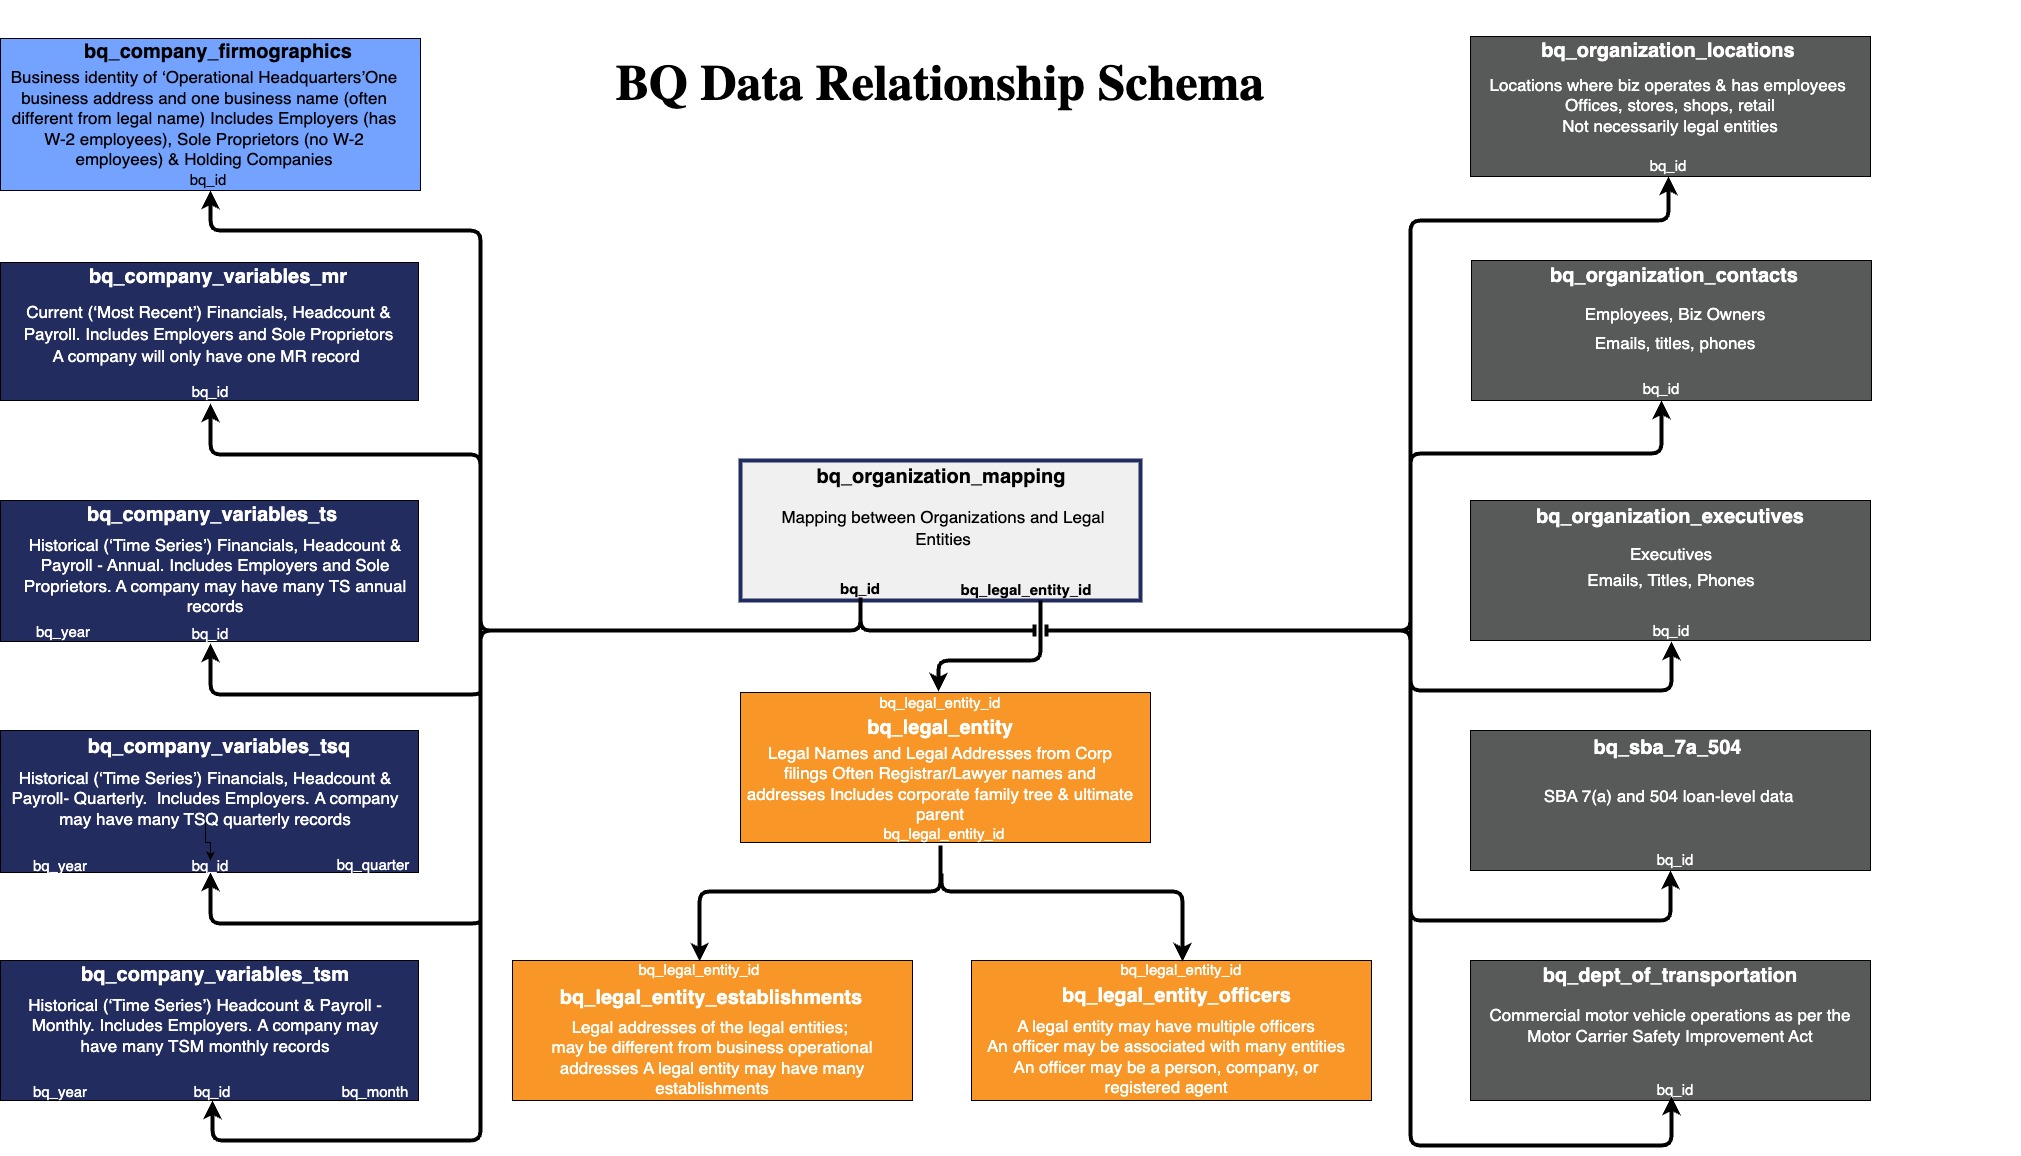 BQ Data Relationship Schema
bq_company_firmographics
Business identity of ‘Operational Headquarters’One
business address and one business name (often
different from legal name) Includes Employers (has
W-2 employees), Sole Proprietors (no W-2
employees) & Holding Companies
bq_id
bq_company_variables_mr
Current (‘Most Recent’) Financials, Headcount &
Payroll. Includes Employers and Sole Proprietors
A company will only have one MR record
bq_id
bq_company_variables_ts
Historical (‘Time Series’) Financials, Headcount &
Payroll - Annual. Includes Employers and Sole
Proprietors. A company may have many TS annual
records
bq_year bq_id
bq_company_variables_tsq
Historical (‘Time Series’) Financials, Headcount &
Payroll- Quarterly.  Includes Employers. A company
may have many TSQ quarterly records
bq_year bq_id bq_quarter
bq_company_variables_tsm
Historical (‘Time Series’) Headcount & Payroll -
Monthly. Includes Employers. A company may
have many TSM monthly records
bq_year bq_id bq_month
bq_organization_mapping
Mapping between Organizations and Legal
Entities
bq_id bq_legal_entity_id
bq_legal_entity_id
bq_legal_entity
Legal Names and Legal Addresses from Corp
filings Often Registrar/Lawyer names and
addresses Includes corporate family tree & ultimate
parent
bq_legal_entity_id
bq_legal_entity_id
bq_legal_entity_establishments
Legal addresses of the legal entities;
may be different from business operational
addresses A legal entity may have many
establishments
bq_legal_entity_id
bq_legal_entity_officers
A legal entity may have multiple officers
An officer may be associated with many entities
An officer may be a person, company, or
registered agent
bq_organization_locations
Locations where biz operates & has employees
Offices, stores, shops, retail
Not necessarily legal entities
bq_id
bq_organization_contacts
Employees, Biz Owners
Emails, titles, phones
bq_id
bq_organization_executives
Executives
Emails, Titles, Phones
bq_id
bq_sba_7a_504
SBA 7(a) and 504 loan-level data
bq_id
bq_dept_of_transportation
Commercial motor vehicle operations as per the
Motor Carrier Safety Improvement Act
bq_id